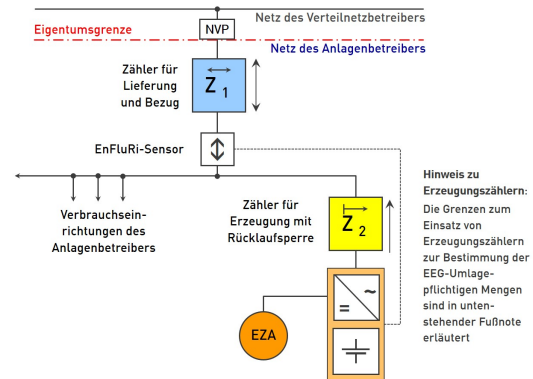 Netz des Verteilnetzbetreibers
Eigentumsgrenze
NVP
Netz des Anlagenbetreibers
Zähler für
Lieferung
und Bezug
Z 1
EnFluRi-Sensor
Verbrauchsein-
richtungen des
Anlagenbetreibers
Zähler für
Erzeugung mit
Rücklaufsperre
Z 2
Hinweis zu
Erzeugungszählern:
Die Grenzen zum
Einsatz von
Erzeugungszählern
zur Bestimmung der
EEG-Umlage-
pflichtigen Mengen
sind in unten-
stehender Fußnote
erläutert
= ~
EZA